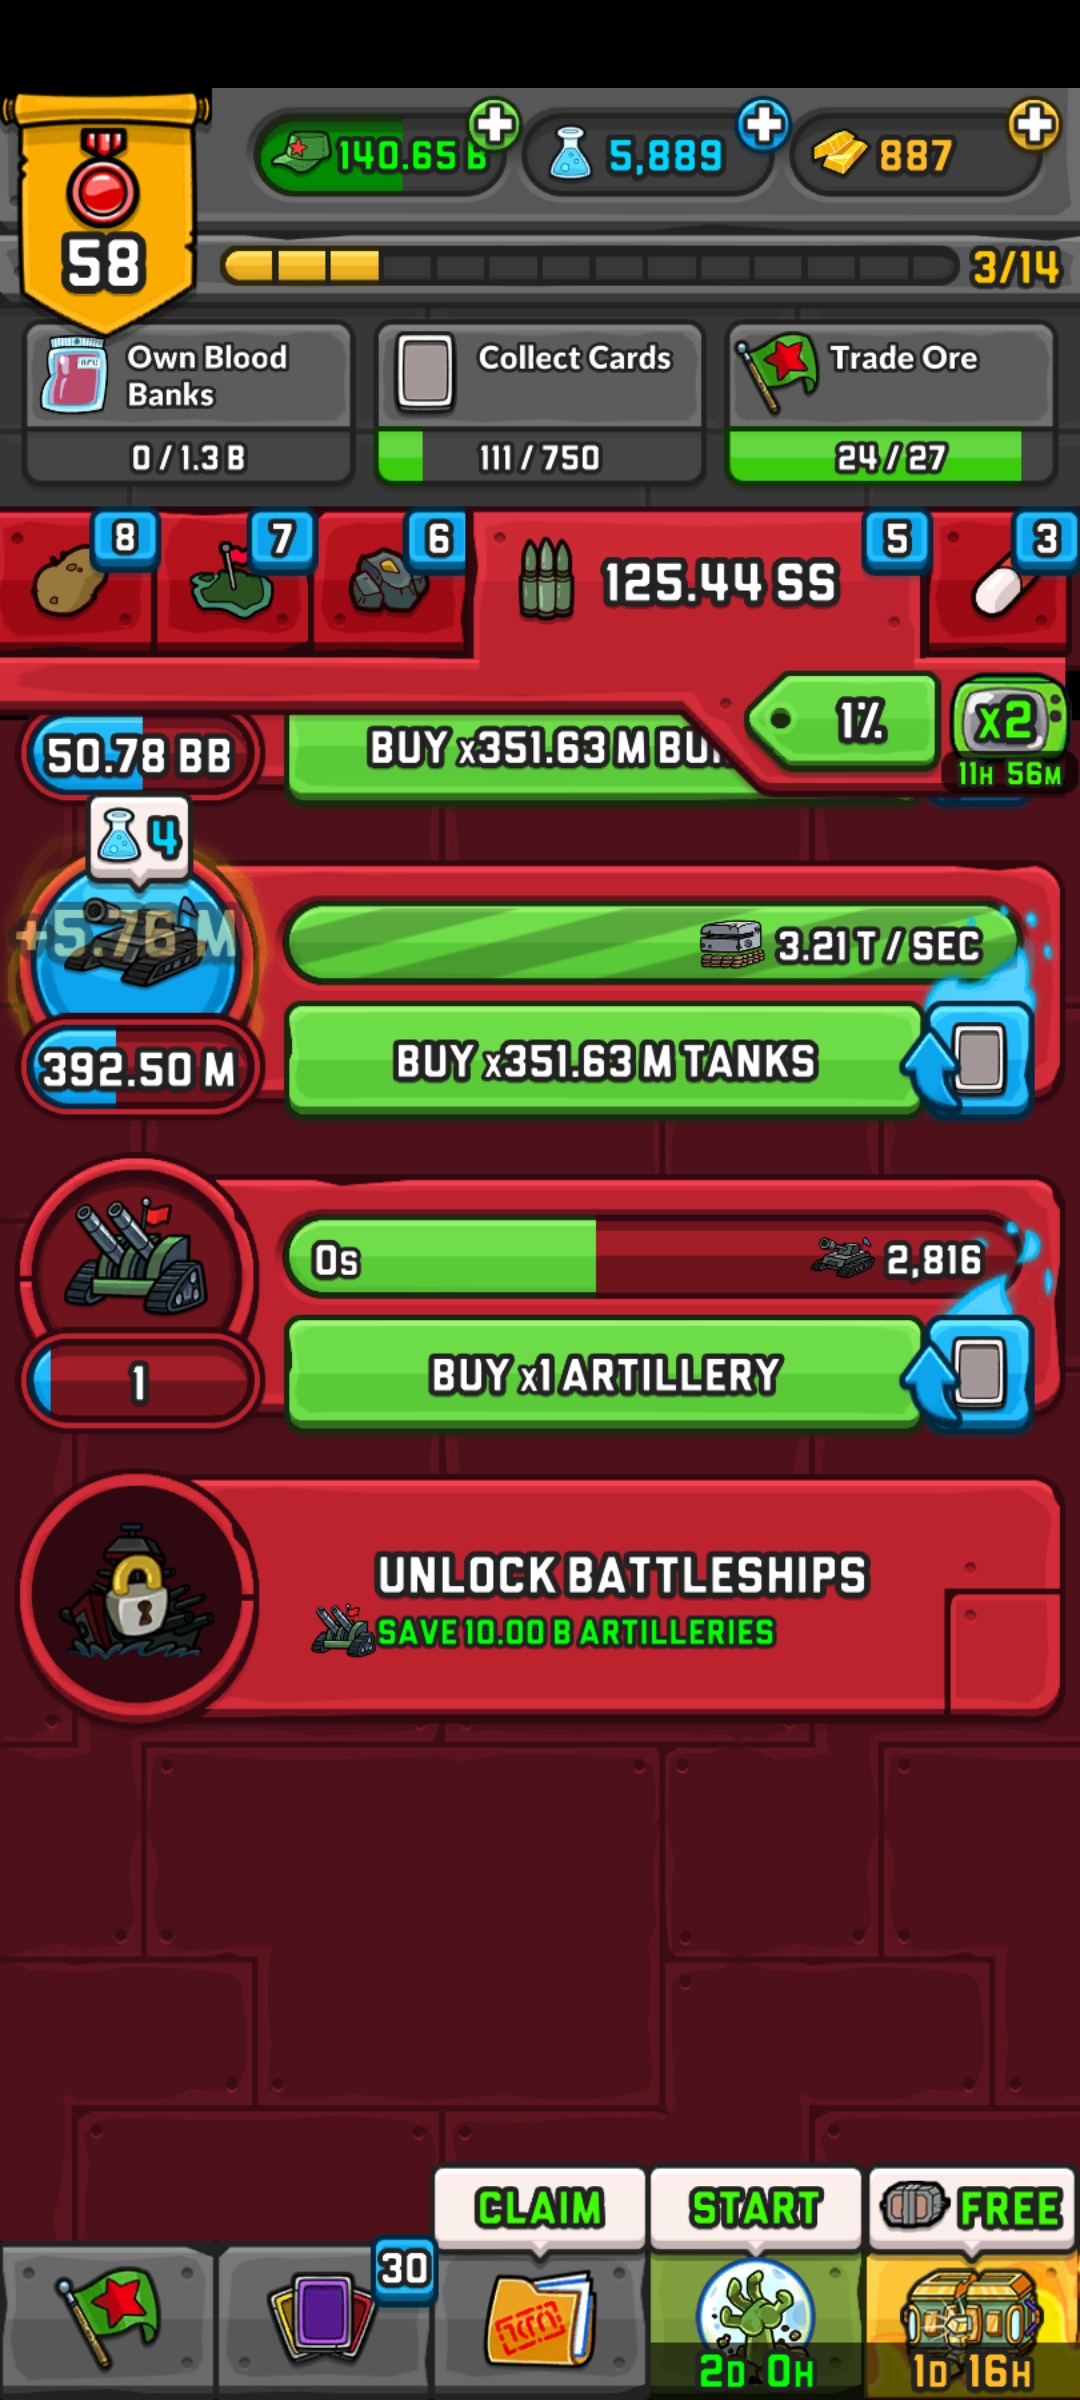 58
140.65 B
5,889
887
3/14
Own Blood
Banks
0 / 1.3 B
Collect Cards
111 / 750
Trade Ore
24 / 27
8
7
6
125.44 SS
5
3
1%
x2
11H 56M
50.78 BB
BUY x351.63 M BU
4
+5.76 M
3.21 T / SEC
392.50 M
BUY x351.63 M TANKS
0s
2,816
1
BUY x1 ARTILLERY
UNLOCK BATTLESHIPS
SAVE 10.00 B ARTILLERIES
CLAIM
START
FREE
30
2D 0H
1D 16H